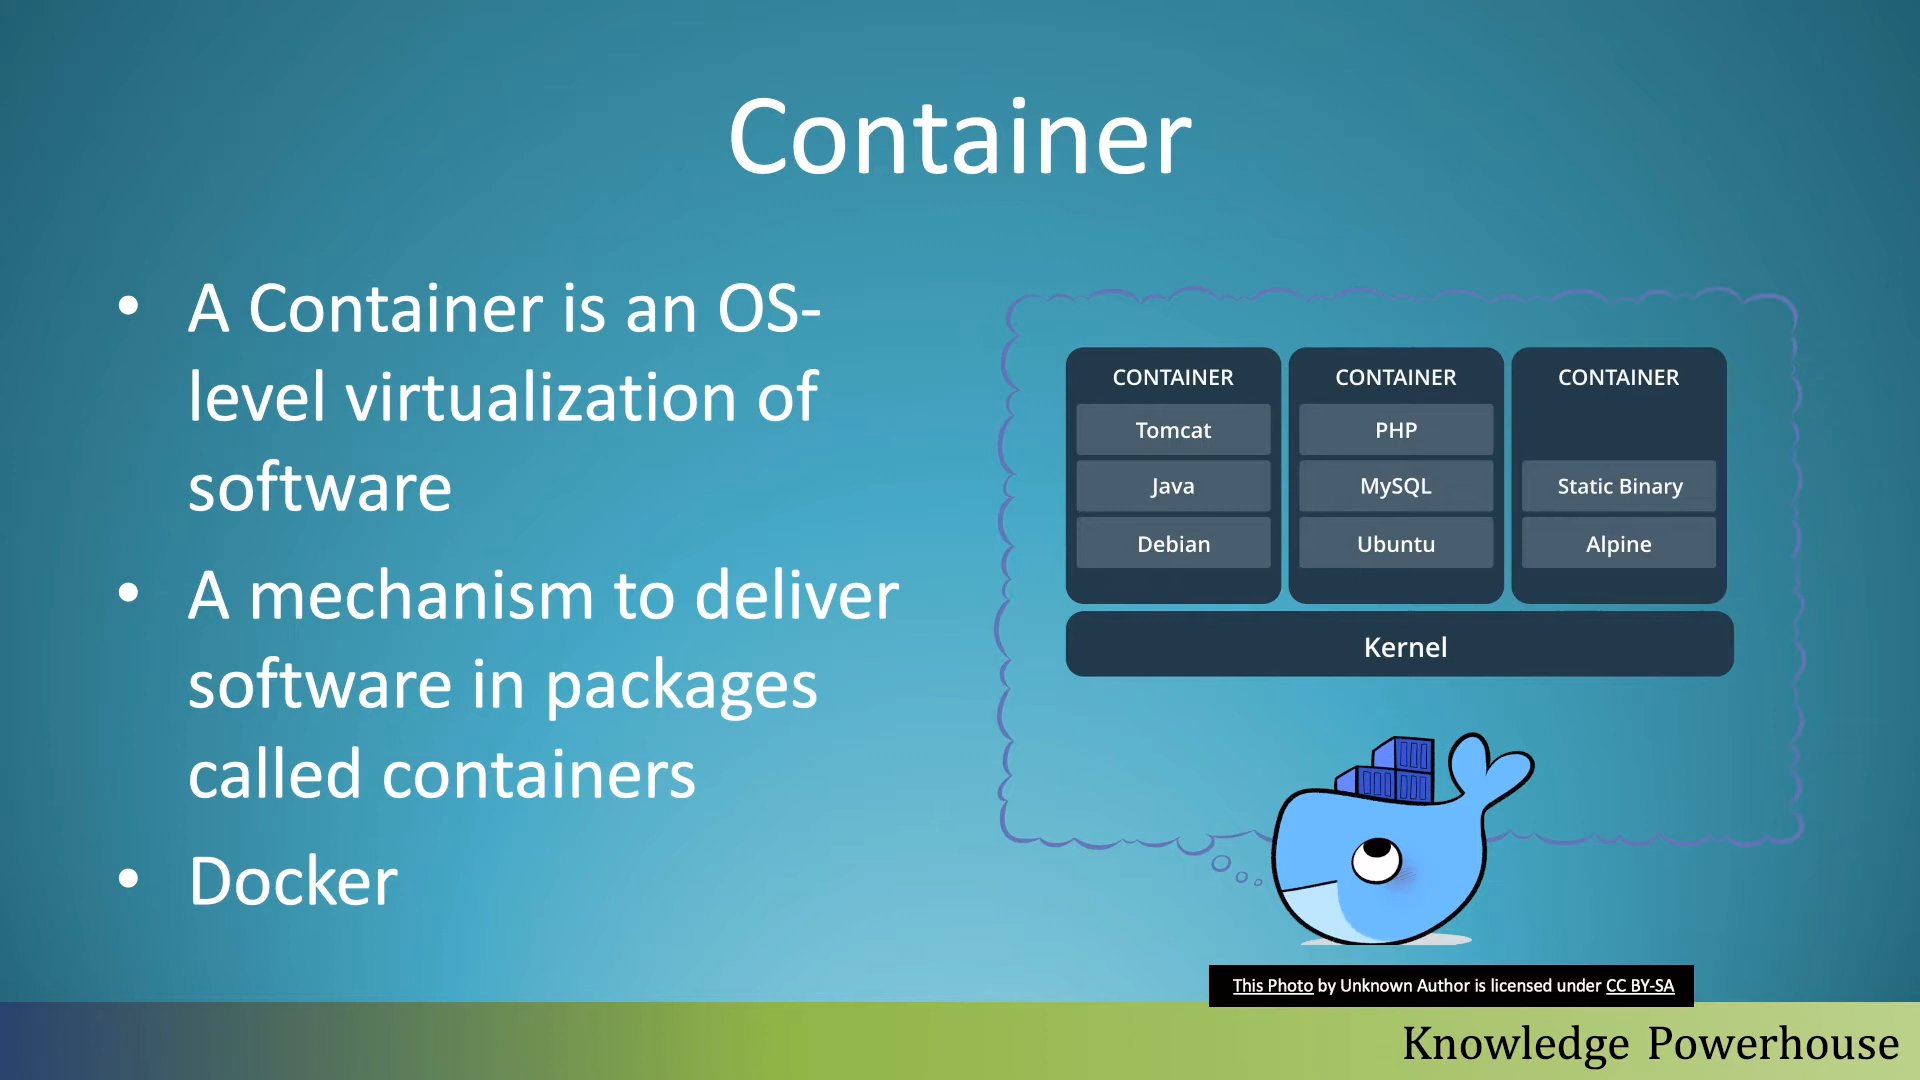 Container
• A Container is an OS-
level virtualization of
software
• A mechanism to deliver
software in packages
called containers
• Docker
CONTAINER
Tomcat
Java
Debian
CONTAINER
PHP
MySQL
Ubuntu
CONTAINER
Static Binary
Alpine
Kernel
This Photo by Unknown Author is licensed under CC BY-SA
Knowledge Powerhouse